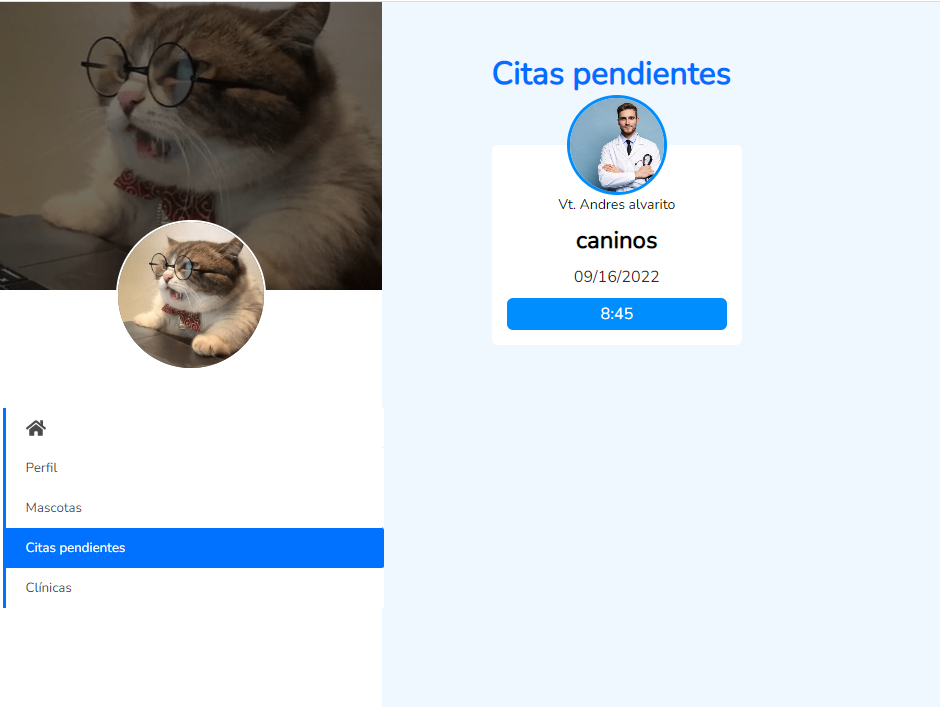 Citas pendientes
Vt. Andres alvarito
caninos
09/16/2022
8:45
Perfil
Mascotas
Citas pendientes
Clínicas